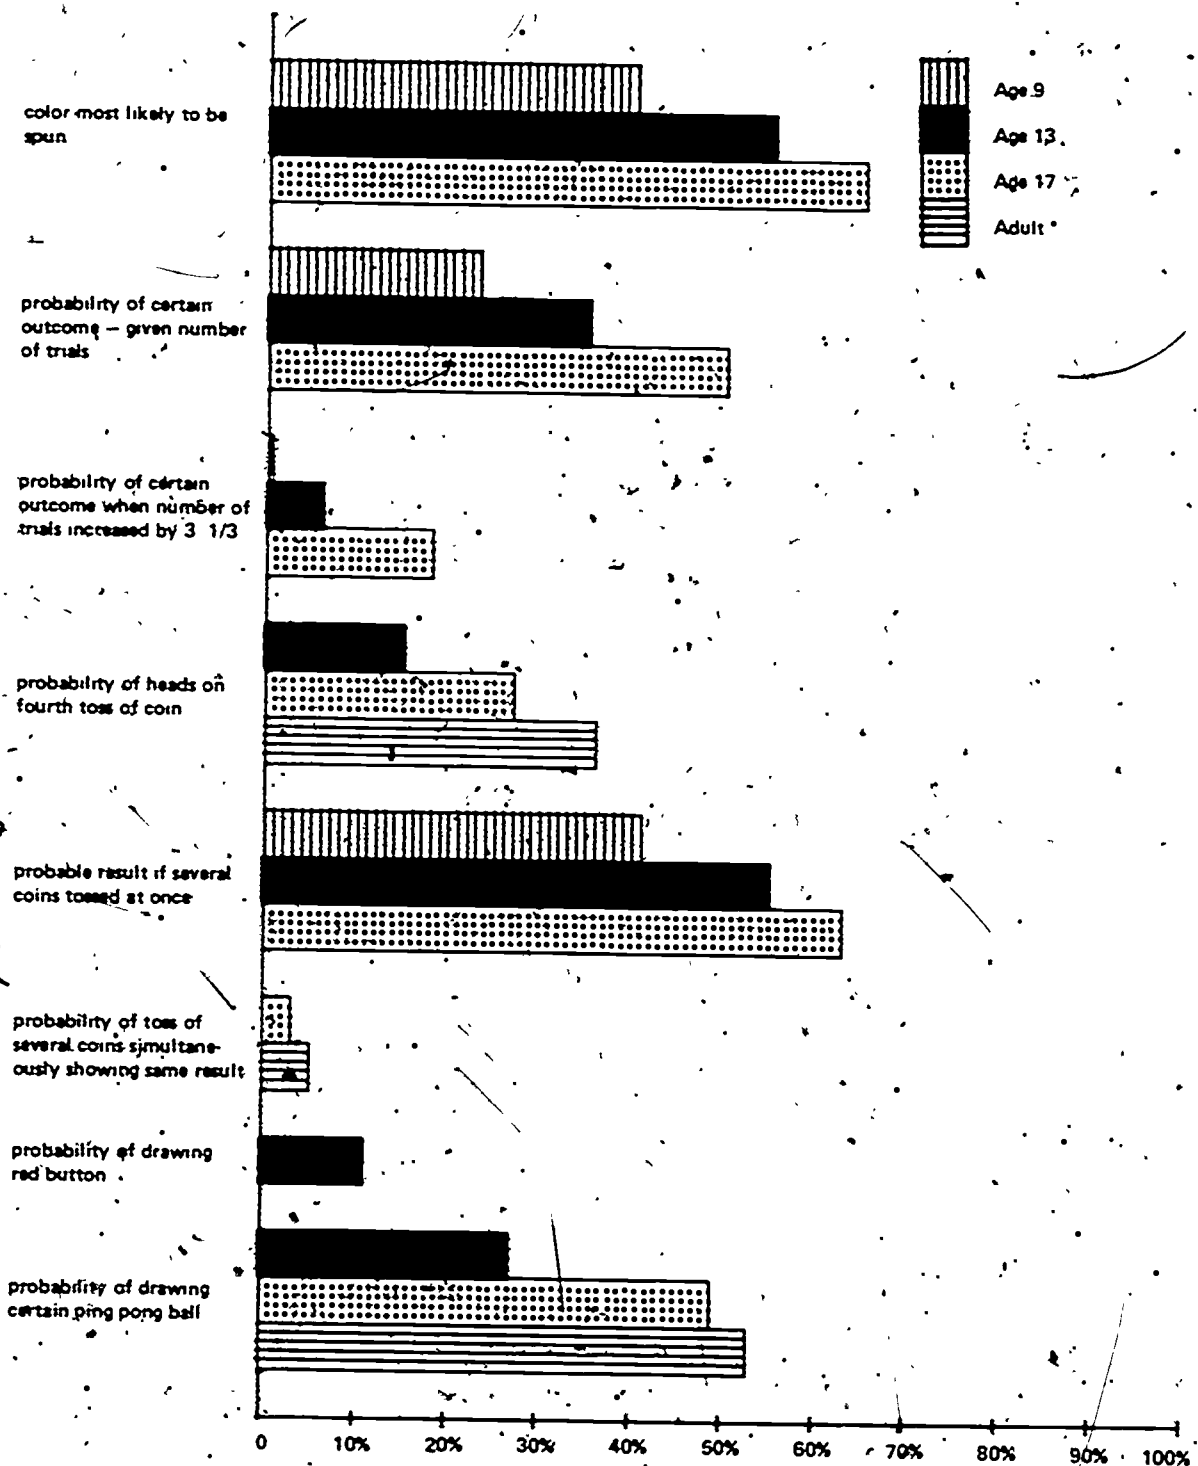 color most likely to be
spun
Age 9
Age 13
Age 17
Adult
probability of certain
outcome – given number
of trials
probability of certain
outcome when number of
trials increased by 3 1/3
probability of heads on
fourth toss of coin
probable result if several
coins tossed at once
probability of toss of
several coins simultane-
ously showing same result
probability of drawing
red button
probability of drawing
certain ping pong ball
0 10% 20% 30% 40% 50% 60% 70% 80% 90% 100%